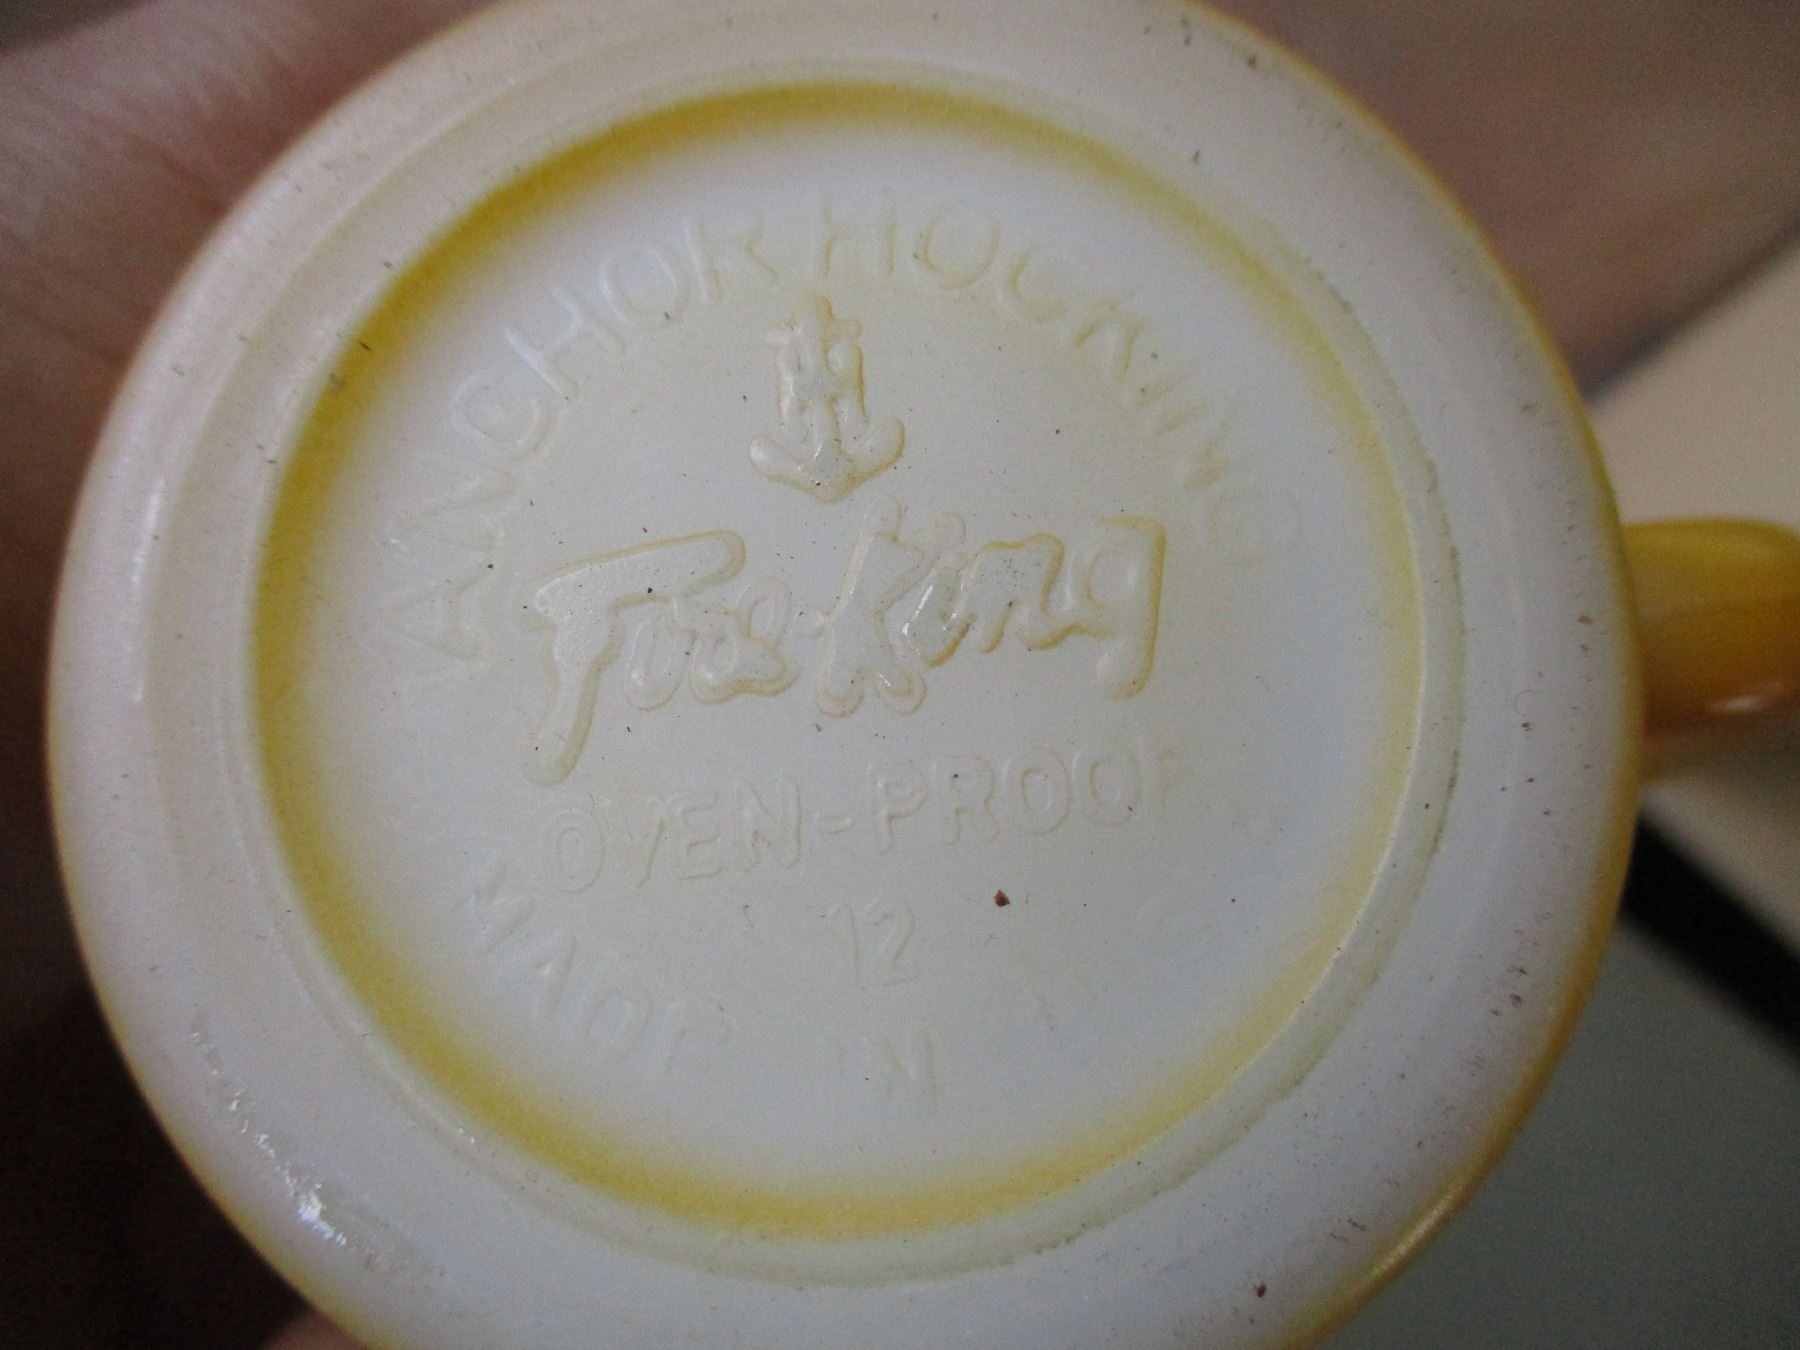 ANCHOR HOCKING
Fire-King
OVEN-PROOF
12
MADE IN